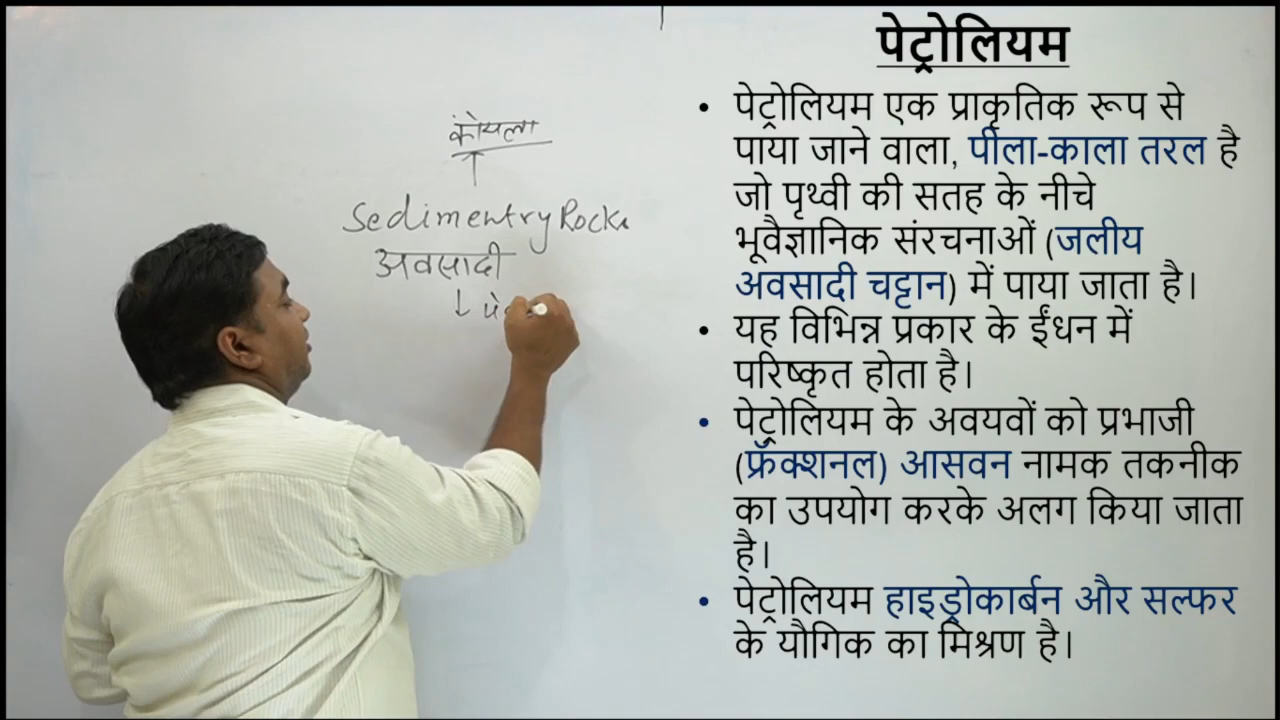 कोयला
Sedimentry Rocks
अवसादी
पेट्रोलियम
• पेट्रोलियम एक प्राकृतिक रूप से
पाया जाने वाला, पीला-काला तरल है
जो पृथ्वी की सतह के नीचे
भूवैज्ञानिक संरचनाओं (जलीय
अवसादी चट्टान) में पाया जाता है।
• यह विभिन्न प्रकार के ईंधन में
परिष्कृत होता है।
• पेट्रोलियम के अवयवों को प्रभाजी
(फ्रॅक्शनल) आसवन नामक तकनीक
का उपयोग करके अलग किया जाता
है।
• पेट्रोलियम हाइड्रोकार्बन और सल्फर
के यौगिक का मिश्रण है।